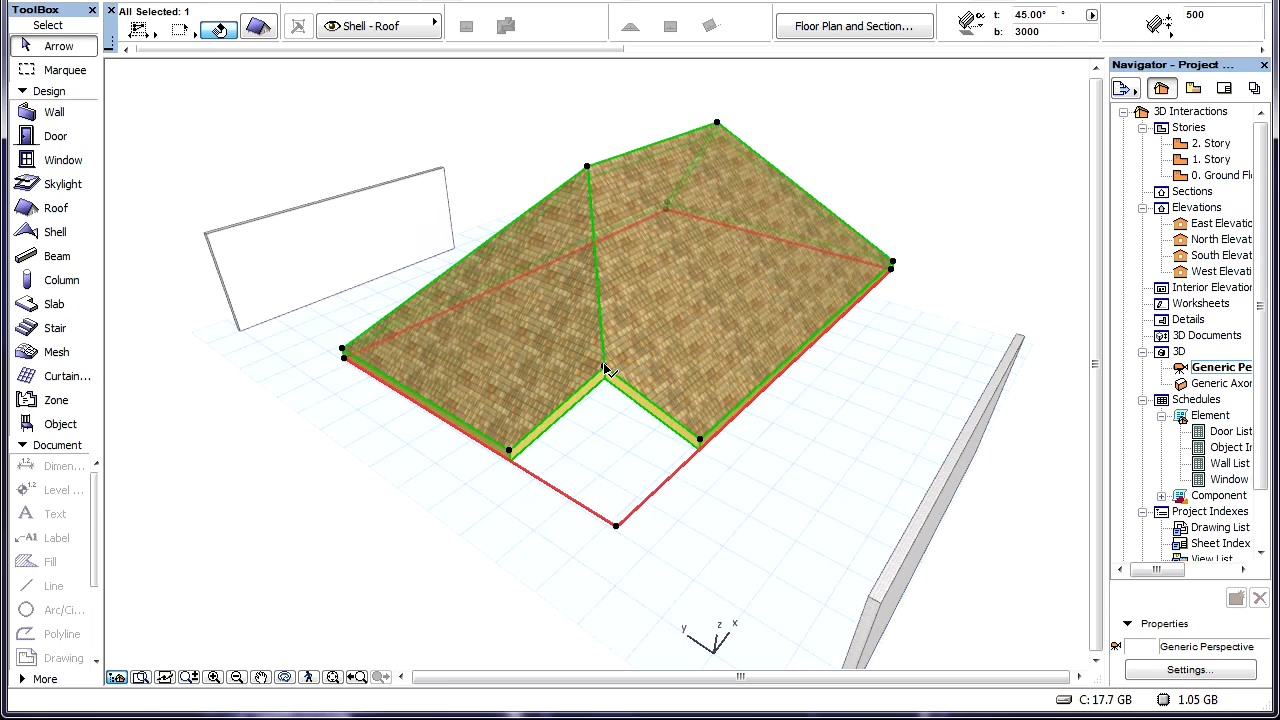 ToolBox
Select
Arrow
Marquee
Design
Wall
Door
Window
Skylight
Roof
Shell
Beam
Column
Slab
Stair
Mesh
Curtain...
Zone
Object
Document
Dimen...
Level ...
Text
A1 Label
Fill
Line
Arc/Ci...
Polyline
Drawing
More
All Selected: 1
Shell - Roof
Floor Plan and Section...
α t: 45.00° °
b: 3000
500
y z x
Navigator - Project ...
3D Interactions
Stories
2. Story
1. Story
0. Ground Fl
Sections
Elevations
East Elevatio
North Elevat
South Elevat
West Elevati
Interior Elevation
Worksheets
Details
3D Documents
3D
Generic Pe
Generic Axon
Schedules
Element
Door List
Object In
Wall List
Window
Component
Project Indexes
Drawing List
Sheet Index
View List
Properties
Generic Perspective
Settings...
C: 17.7 GB
1.05 GB